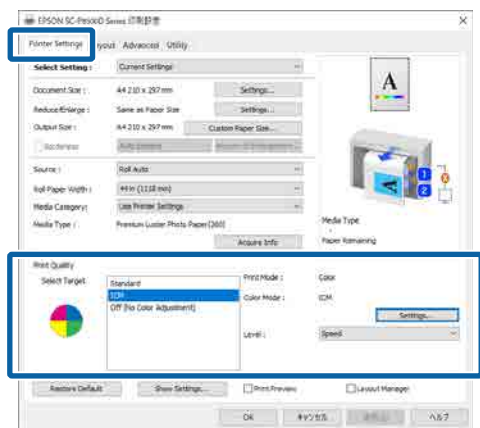 EPSON SC-P8500D Series 印刷設定
Printer Settings Layout Advanced Utility
Select Setting : Current Settings
Document Size : A4 210 x 297 mm Settings...
Reduce/Enlarge : Same as Paper Size Settings...
Output Size : A4 210 x 297 mm Custom Paper Size...
Borderless
Source : Roll Auto
Roll Paper Width : 44 in (1118 mm)
Media Category: Use Printer Settings
Media Type : Premium Luster Photo Paper(260)
Acquire Info
A
1
2
Media Type
Paper Remaining
Print Quality
Select Target
Standard
ICM
Off (No Color Adjustment)
Print Mode : Color
Color Mode : ICM
Settings...
Level : Speed
Restore Default Show Settings... Print Preview Layout Manager
OK キャンセル ヘルプ